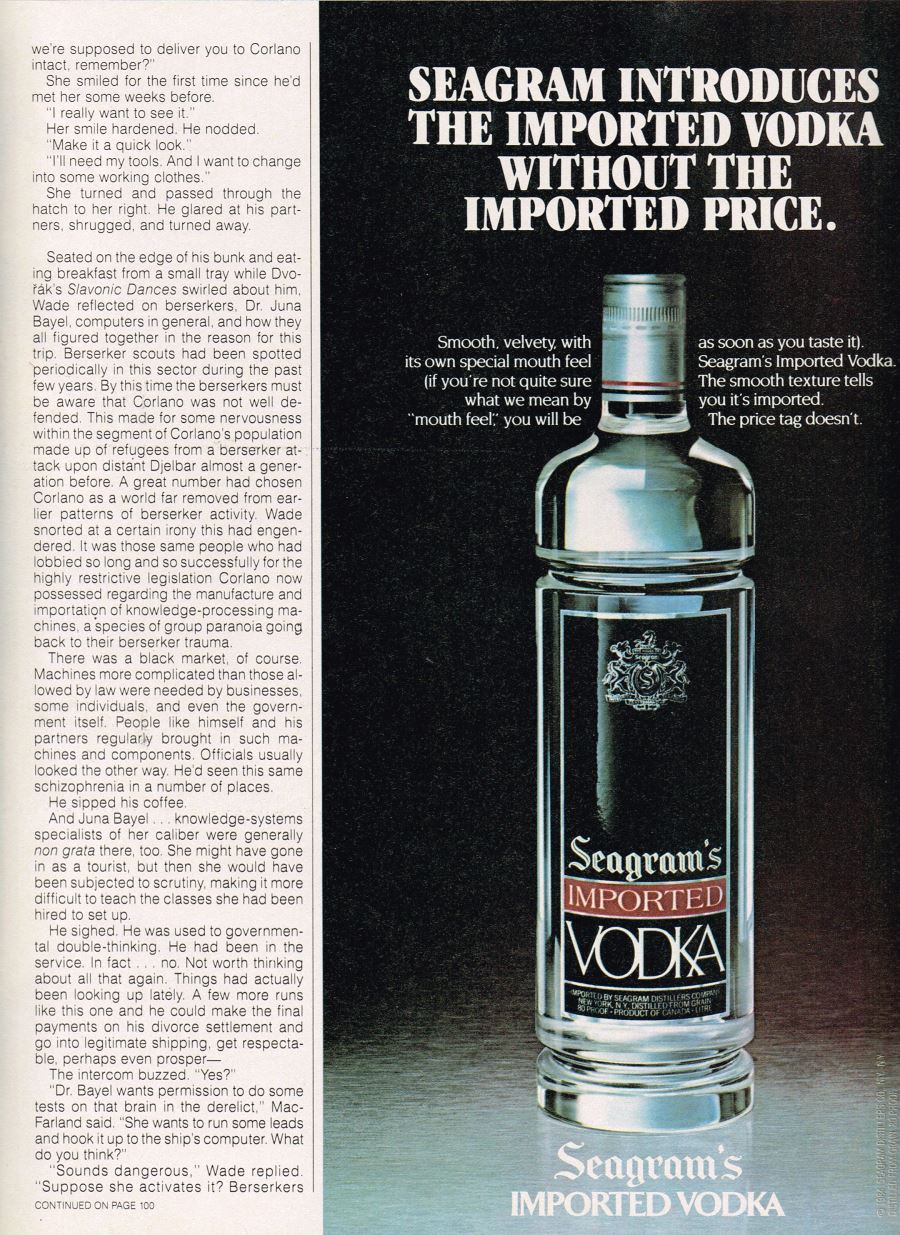 we're supposed to deliver you to Corlano
intact, remember?"
She smiled for the first time since he'd
met her some weeks before.
"I really want to see it."
Her smile hardened. He nodded.
"Make it a quick look."
"I'll need my tools. And I want to change
into some working clothes."
She turned and passed through the
hatch to her right. He glared at his part-
ners, shrugged, and turned away.
Seated on the edge of his bunk and eat-
ing breakfast from a small tray while Dvo-
řák's Slavonic Dances swirled about him,
Wade reflected on berserkers, Dr. Juna
Bayel, computers in general, and how they
all figured together in the reason for this
trip. Berserker scouts had been spotted
periodically in this sector during the past
few years. By this time the berserkers must
be aware that Corlano was not well de-
fended. This made for some nervousness
within the segment of Corlano's population
made up of refugees from a berserker at-
tack upon distant Djelbar almost a gener-
ation before. A great number had chosen
Corlano as a world far removed from ear-
lier patterns of berserker activity. Wade
snorted at a certain irony this had engen-
dered. It was those same people who had
lobbied so long and so successfully for the
highly restrictive legislation Corlano now
possessed regarding the manufacture and
importation of knowledge-processing ma-
chines, a species of group paranoia going
back to their berserker trauma.
There was a black market, of course.
Machines more complicated than those al-
lowed by law were needed by businesses,
some individuals, and even the govern-
ment itself. People like himself and his
partners regularly brought in such ma-
chines and components. Officials usually
looked the other way. He'd seen this same
schizophrenia in a number of places.
He sipped his coffee.
And Juna Bayel . . . knowledge-systems
specialists of her caliber were generally
non grata there, too. She might have gone
in as a tourist, but then she would have
been subjected to scrutiny, making it more
difficult to teach the classes she had been
hired to set up.
He sighed. He was used to governmen-
tal double-thinking. He had been in the
service. In fact . . . no. Not worth thinking
about all that again. Things had actually
been looking up lately. A few more runs
like this one and he could make the final
payments on his divorce settlement and
go into legitimate shipping, get respecta-
ble, perhaps even prosper—
The intercom buzzed. "Yes?"
"Dr. Bayel wants permission to do some
tests on that brain in the derelict," Mac-
Farland said. "She wants to run some leads
and hook it up to the ship's computer. What
do you think?"
"Sounds dangerous," Wade replied.
"Suppose she activates it? Berserkers
CONTINUED ON PAGE 100
SEAGRAM INTRODUCES
THE IMPORTED VODKA
WITHOUT THE
IMPORTED PRICE.
Smooth, velvety, with
its own special mouth feel
(if you're not quite sure
what we mean by
"mouth feel," you will be
as soon as you taste it).
Seagram's Imported Vodka.
The smooth texture tells
you it's imported.
The price tag doesn't.
Seagram's
IMPORTED
VODKA
IMPORTED BY SEAGRAM DISTILLERS COMPANY
NEW YORK, N.Y. DISTILLED FROM GRAIN
80 PROOF • PRODUCT OF CANADA • LITRE
Seagram's
IMPORTED VODKA